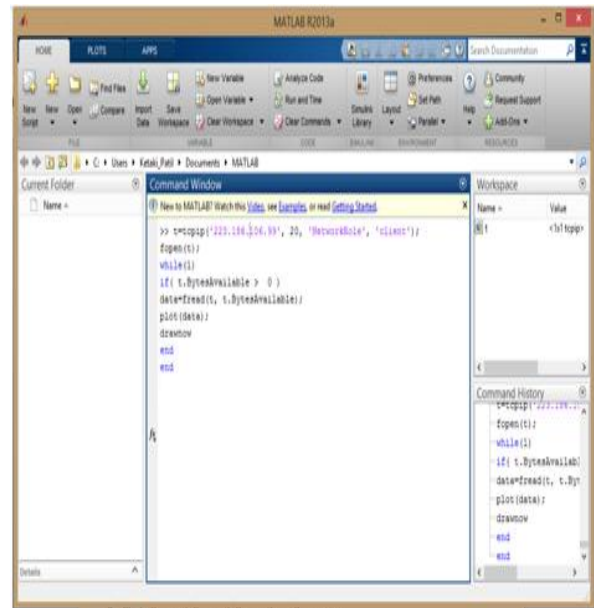 MATLAB R2013a
HOME PLOTS APPS
Search Documentation
New Script
New
Open
Find Files
Compare
Import Data
Save Workspace
New Variable
Open Variable
Clear Workspace
Analyze Code
Run and Time
Clear Commands
Simulink Library
Layout
Preferences
Set Path
Parallel
Help
Community
Request Support
Add-Ons
FILE VARIABLE CODE SIMULINK ENVIRONMENT RESOURCES
C: Users Ketaki_Patil Documents MATLAB
Current Folder
Name
Details
Command Window
New to MATLAB? Watch this Video, see Examples, or read Getting Started.
>> t=tcpip(' 20, 'NetworkRole', 'client');
fopen(t);
while(1)
if( t.BytesAvailable > 0 )
data=fread(t, t.BytesAvailable);
plot(data);
drawnow
end
end
fx
Workspace
Name Value
t <1x1 tcpip>
Command History
t=tcpip('
fopen(t);
while(1)
if( t.BytesAvailabl
data=fread(t, t.Byt
plot(data);
drawnow
end
end